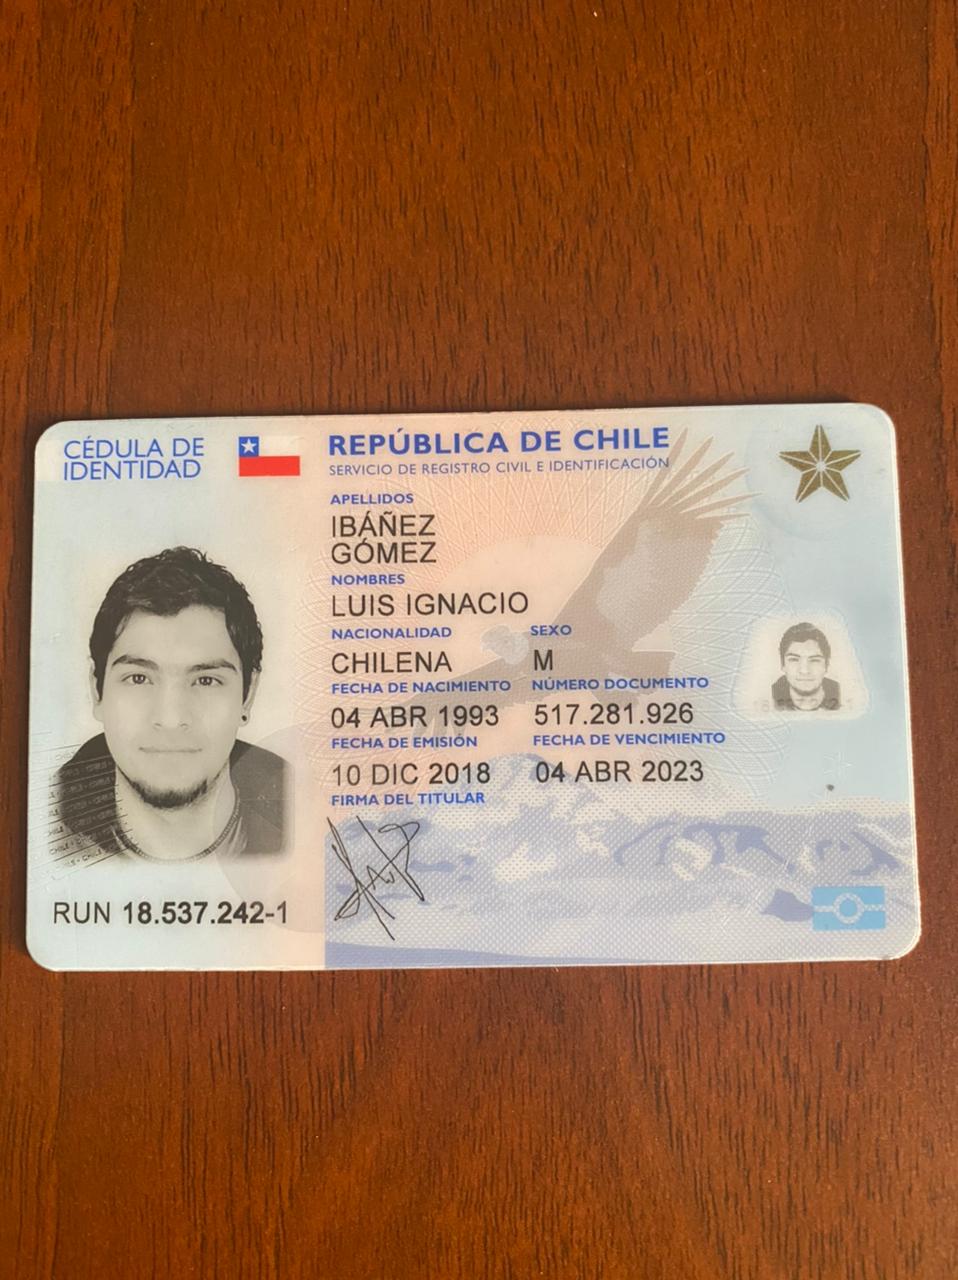 CÉDULA DE
IDENTIDAD
REPÚBLICA DE CHILE
SERVICIO DE REGISTRO CIVIL E IDENTIFICACIÓN
APELLIDOS
IBÁÑEZ
GÓMEZ
NOMBRES
LUIS IGNACIO
NACIONALIDAD SEXO
CHILENA M
FECHA DE NACIMIENTO NÚMERO DOCUMENTO
04 ABR 1993 517.281.926
FECHA DE EMISIÓN FECHA DE VENCIMIENTO
10 DIC 2018 04 ABR 2023
FIRMA DEL TITULAR
RUN 18.537.242-1